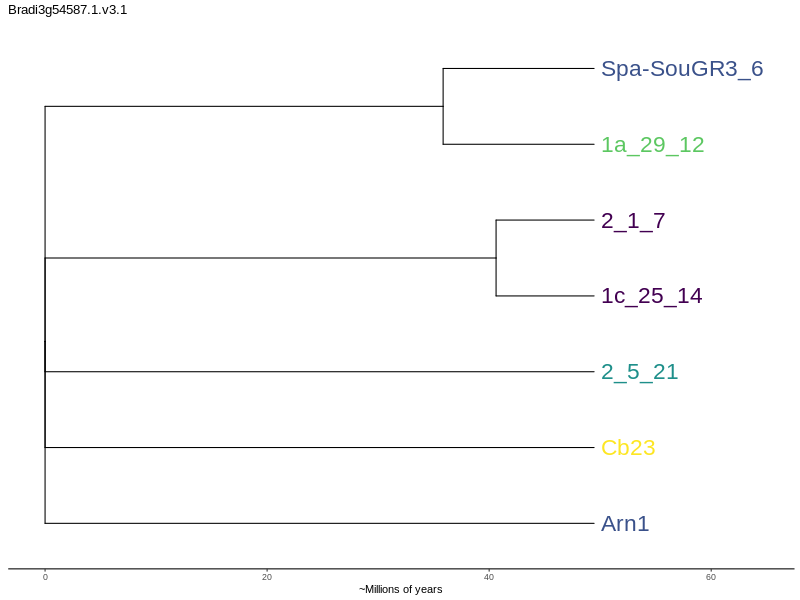 Bradi3g54587.1.v3.1
Spa-SouGR3_6
1a_29_12
2_1_7
1c_25_14
2_5_21
Cb23
Arn1
0 20 40 60
~Millions of years